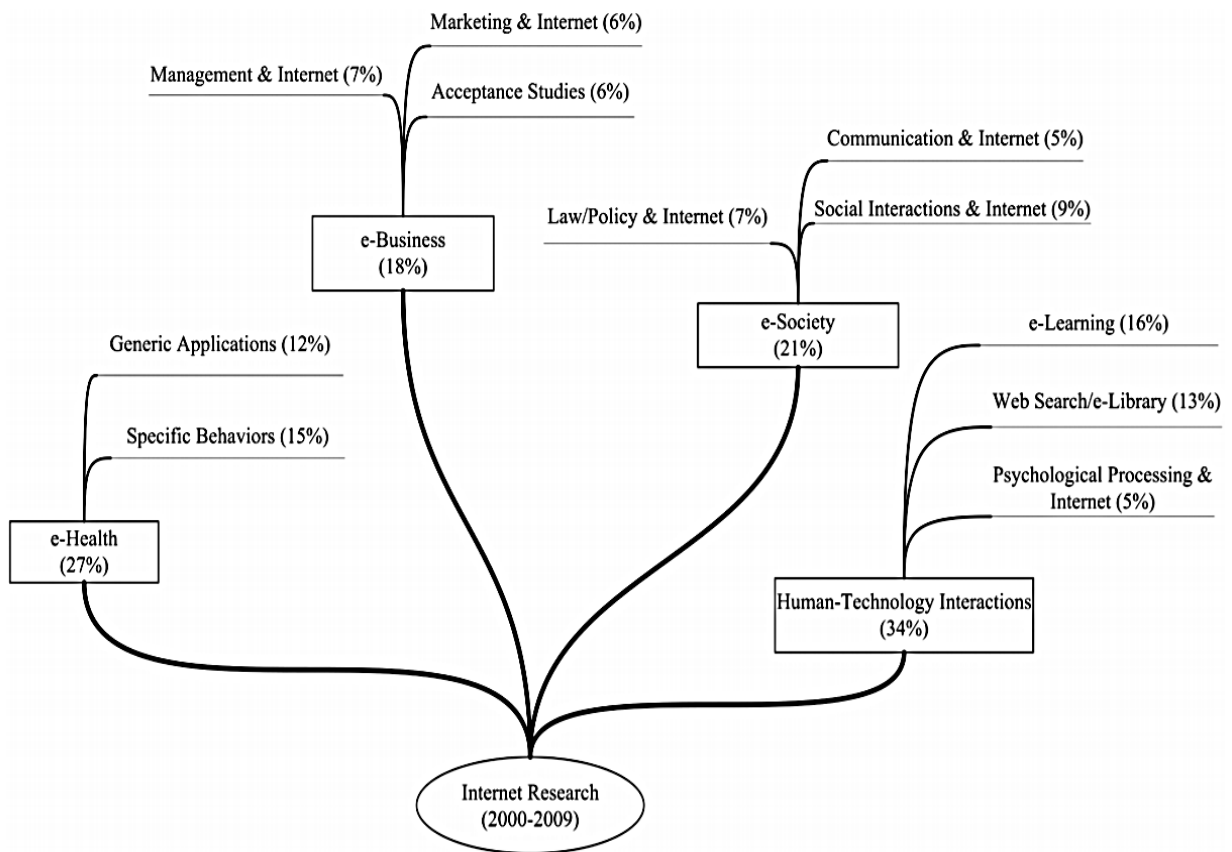 Marketing & Internet (6%)
Management & Internet (7%)
Acceptance Studies (6%)
Communication & Internet (5%)
Law/Policy & Internet (7%)
Social Interactions & Internet (9%)
e-Business
(18%)
e-Society
(21%)
Generic Applications (12%)
e-Learning (16%)
Specific Behaviors (15%)
Web Search/e-Library (13%)
Psychological Processing &
Internet (5%)
e-Health
(27%)
Human-Technology Interactions
(34%)
Internet Research
(2000-2009)